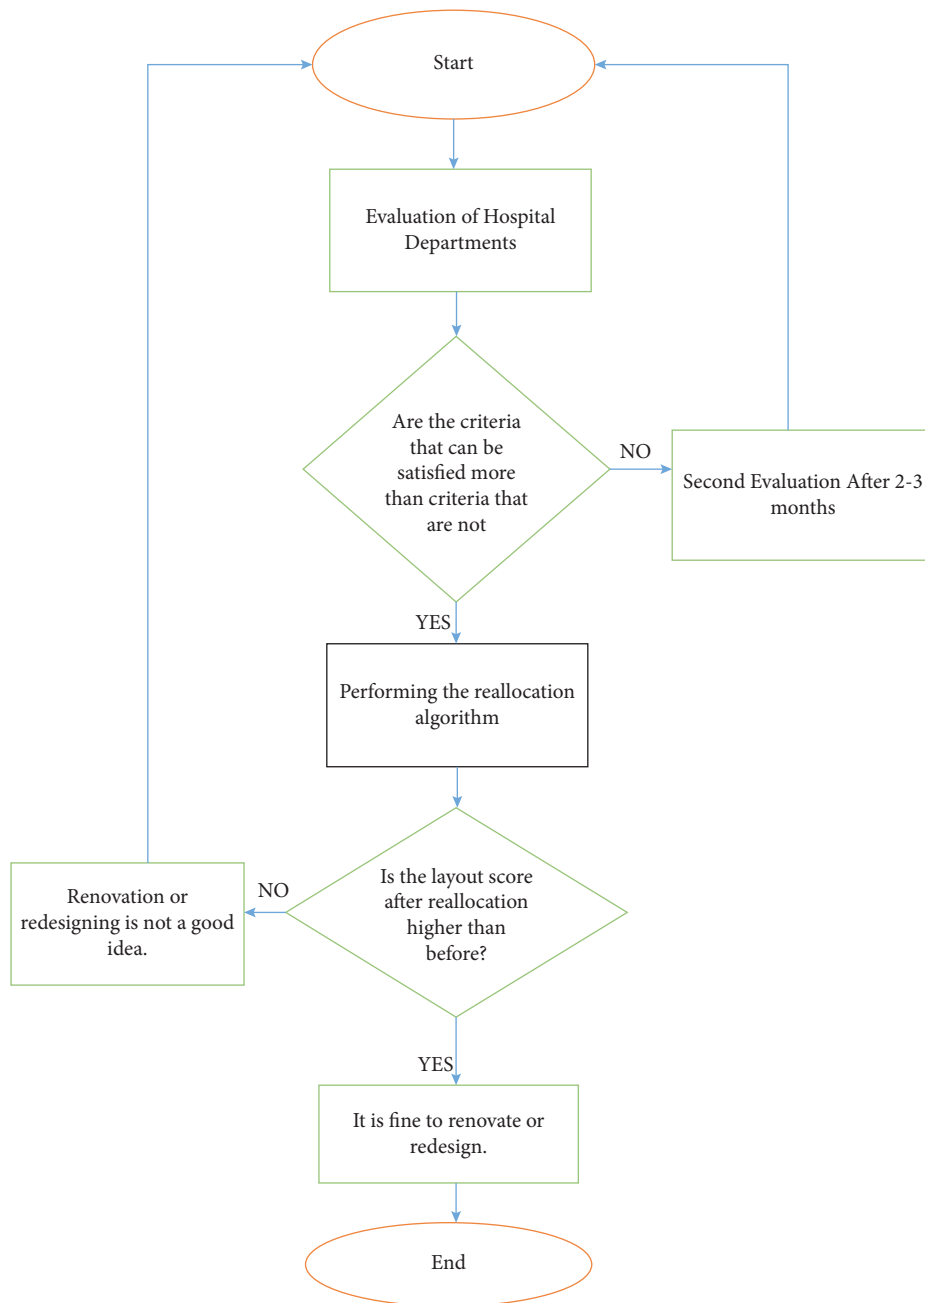 Start
Evaluation of Hospital
Departments
Are the criteria
that can be
satisfied more
than criteria that
are not
NO
Second Evaluation After 2-3
months
YES
Performing the reallocation
algorithm
Is the layout score
after reallocation
higher than
before?
NO
Renovation or
redesigning is not a good
idea.
YES
It is fine to renovate or
redesign.
End